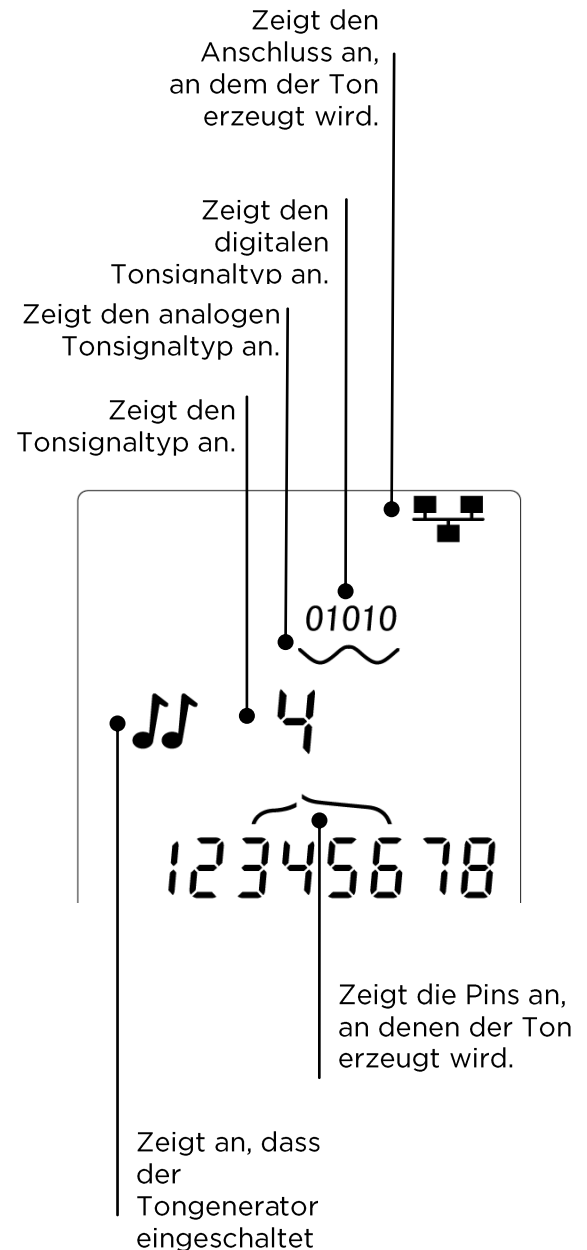 Zeigt den
Anschluss an,
an dem der Ton
erzeugt wird.
Zeigt den
digitalen
Tonsignaltyp an.
Zeigt den analogen
Tonsignaltyp an.
Zeigt den
Tonsignaltyp an.
01010
4
12345678
Zeigt die Pins an,
an denen der Ton
erzeugt wird.
Zeigt an, dass
der
Tongenerator
eingeschaltet